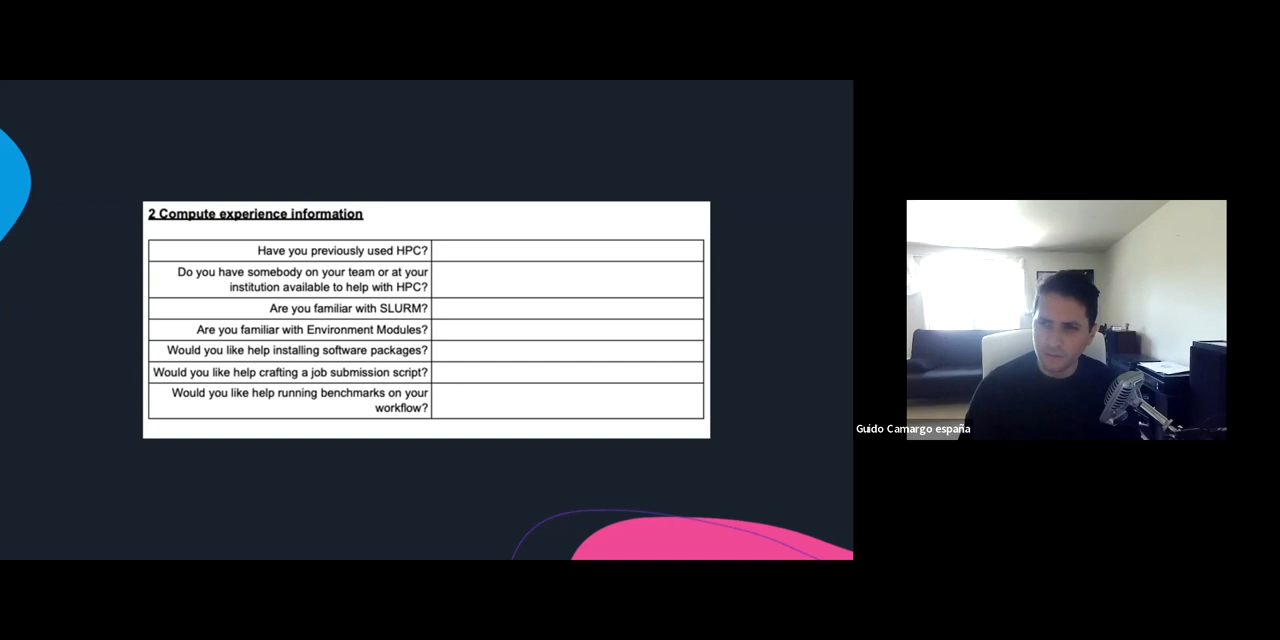 2 Compute experience information
Have you previously used HPC?
Do you have somebody on your team or at your
institution available to help with HPC?
Are you familiar with SLURM?
Are you familiar with Environment Modules?
Would you like help installing software packages?
Would you like help crafting a job submission script?
Would you like help running benchmarks on your
workflow?
Guido Camargo españa